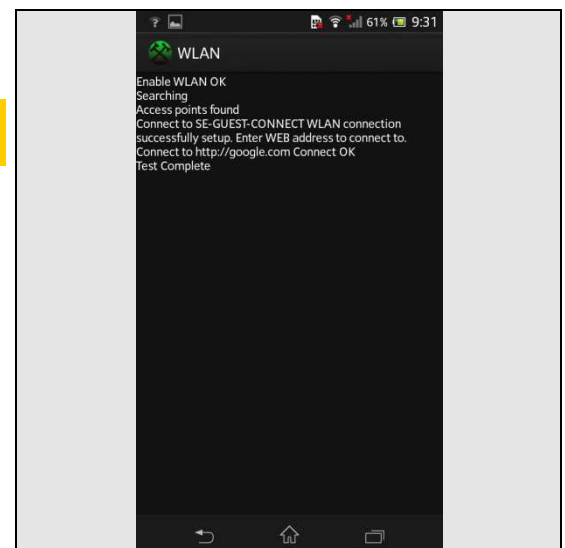 61% 9:31
WLAN
Enable WLAN OK
Searching
Access points found
Connect to SE-GUEST-CONNECT WLAN connection
successfully setup. Enter WEB address to connect to.
Connect to http://google.com Connect OK
Test Complete